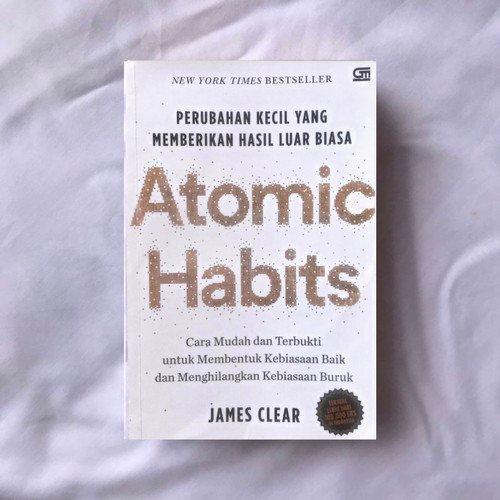 NEW YORK TIMES BESTSELLER
PERUBAHAN KECIL YANG
MEMBERIKAN HASIL LUAR BIASA
Atomic
Habits
Cara Mudah dan Terbukti
untuk Membentuk Kebiasaan Baik
dan Menghilangkan Kebiasaan Buruk
JAMES CLEAR